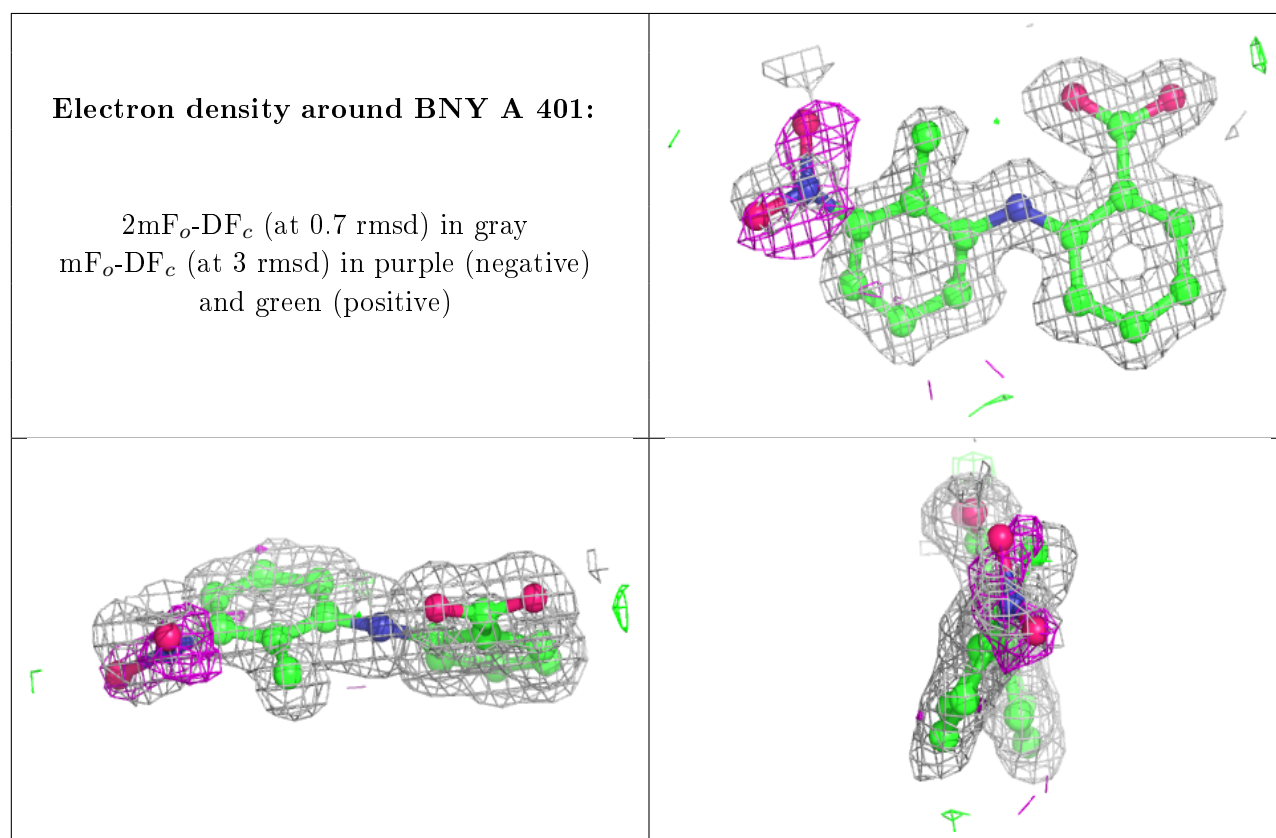 Electron density around BNY A 401:
2mFo-DFc (at 0.7 rmsd) in gray
mFo-DFc (at 3 rmsd) in purple (negative)
and green (positive)